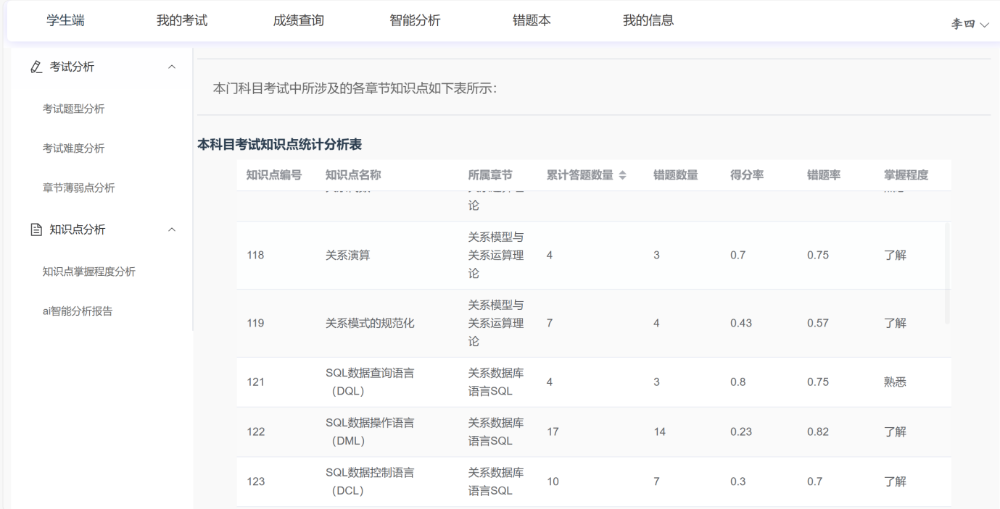 学生端 我的考试 成绩查询 智能分析 错题本 我的信息 李四
考试分析
考试题型分析
考试难度分析
章节薄弱点分析
知识点分析
知识点掌握程度分析
ai智能分析报告
本门科目考试中所涉及的各章节知识点如下表所示：
本科目考试知识点统计分析表
知识点编号 知识点名称 所属章节 累计答题数量 错题数量 得分率 错题率 掌握程度
论
118 关系演算 关系模型与 4 3 0.7 0.75 了解
关系运算理
论
119 关系模式的规范化 关系模型与 7 4 0.43 0.57 了解
关系运算理
论
121 SQL数据查询语言 关系数据库 4 3 0.8 0.75 熟悉
（DQL） 语言SQL
122 SQL数据操作语言 关系数据库 17 14 0.23 0.82 了解
（DML） 语言SQL
123 SQL数据控制语言 关系数据库 10 7 0.3 0.7 了解
（DCL） 语言SQL